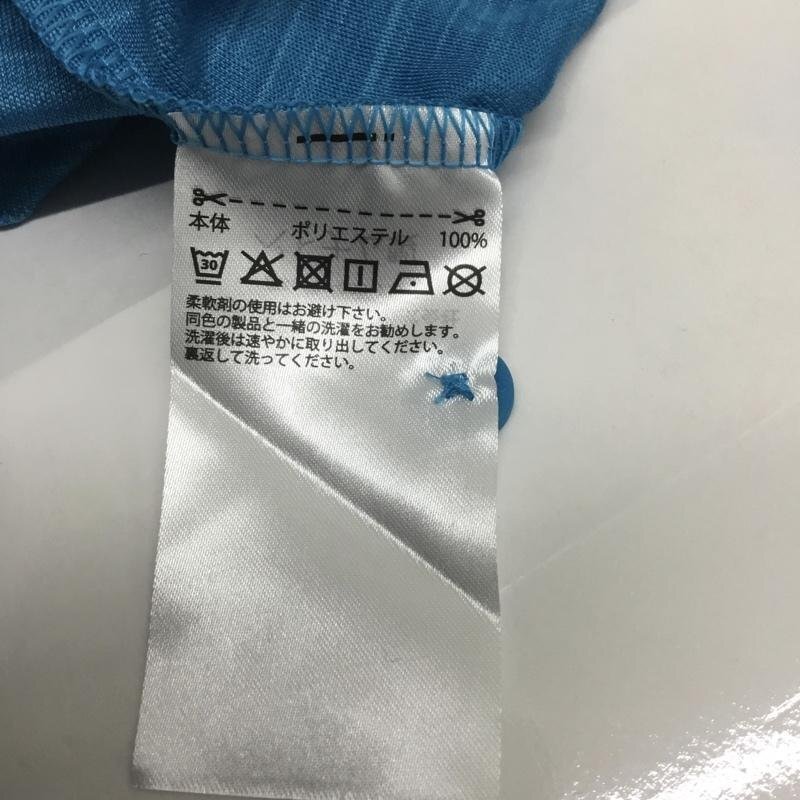 本体 ポリエステル 100%
30
柔軟剤の使用はお避け下さい。
同色の製品と一緒の洗濯をお勧めします。
洗濯後は速やかに取り出してください。
裏返して洗ってください。